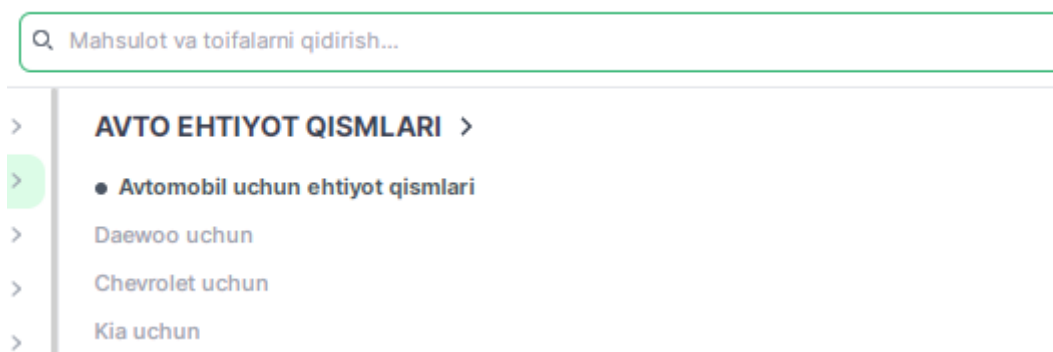 Mahsulot va toifalarni qidirish...
AVTO EHTIYOT QISMLARI >
• Avtomobil uchun ehtiyot qismlari
Daewoo uchun
Chevrolet uchun
Kia uchun